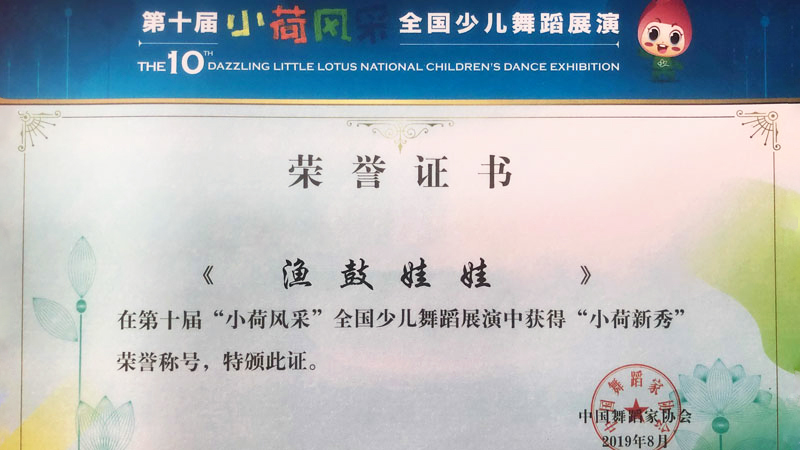 第十届小荷风采全国少儿舞蹈展演
THE 10TH DAZZLING LITTLE LOTUS NATIONAL CHILDREN'S DANCE EXHIBITION
荣誉证书
《渔鼓娃娃》
在第十届“小荷风采”全国少儿舞蹈展演中获得“小荷新秀”
荣誉称号，特颁此证。
中国舞蹈家协会
2019年8月